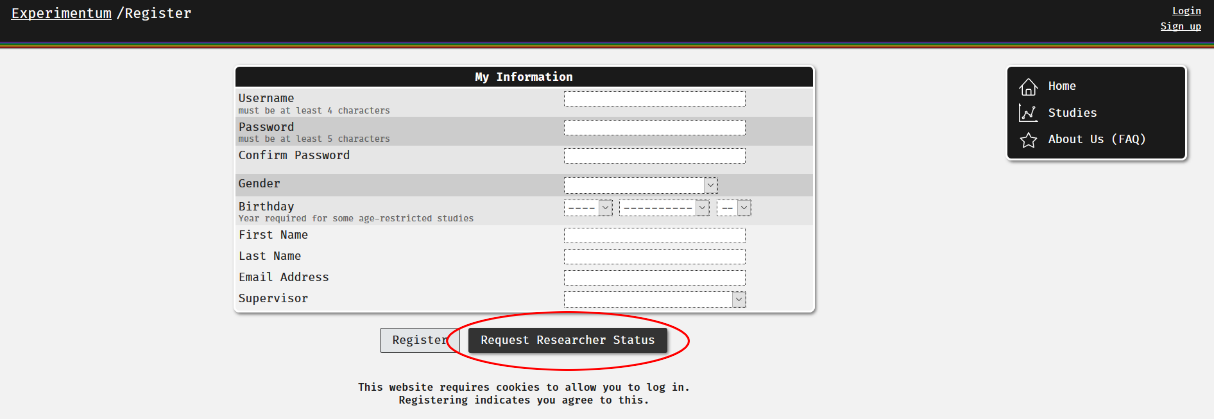 Experimentum /Register
Login
Sign up
My Information
Username
must be at least 4 characters
Password
must be at least 5 characters
Confirm Password
Gender
Birthday
Year required for some age-restricted studies
---- ---------- --
First Name
Last Name
Email Address
Supervisor
Register Request Researcher Status
This website requires cookies to allow you to log in.
Registering indicates you agree to this.
Home
Studies
About Us (FAQ)